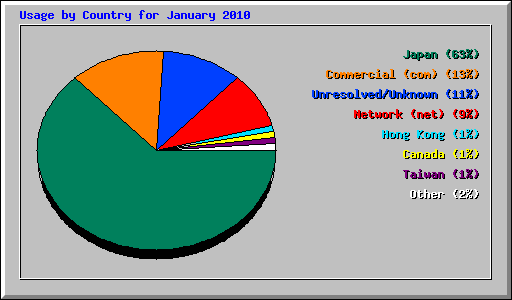 Usage by Country for January 2010
Japan (63%)
Commercial (com) (13%)
Unresolved/Unknown (11%)
Network (net) (9%)
Hong Kong (1%)
Canada (1%)
Taiwan (1%)
Other (2%)